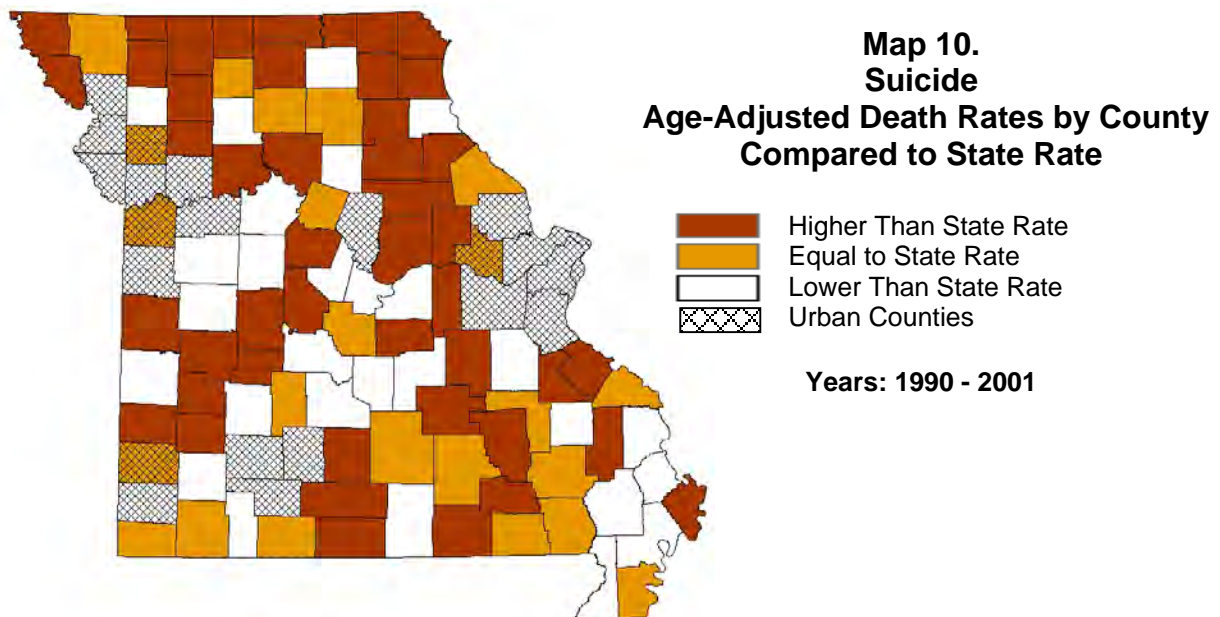 Map 10.
Suicide
Age-Adjusted Death Rates by County
Compared to State Rate
Higher Than State Rate
Equal to State Rate
Lower Than State Rate
Urban Counties
Years: 1990 - 2001